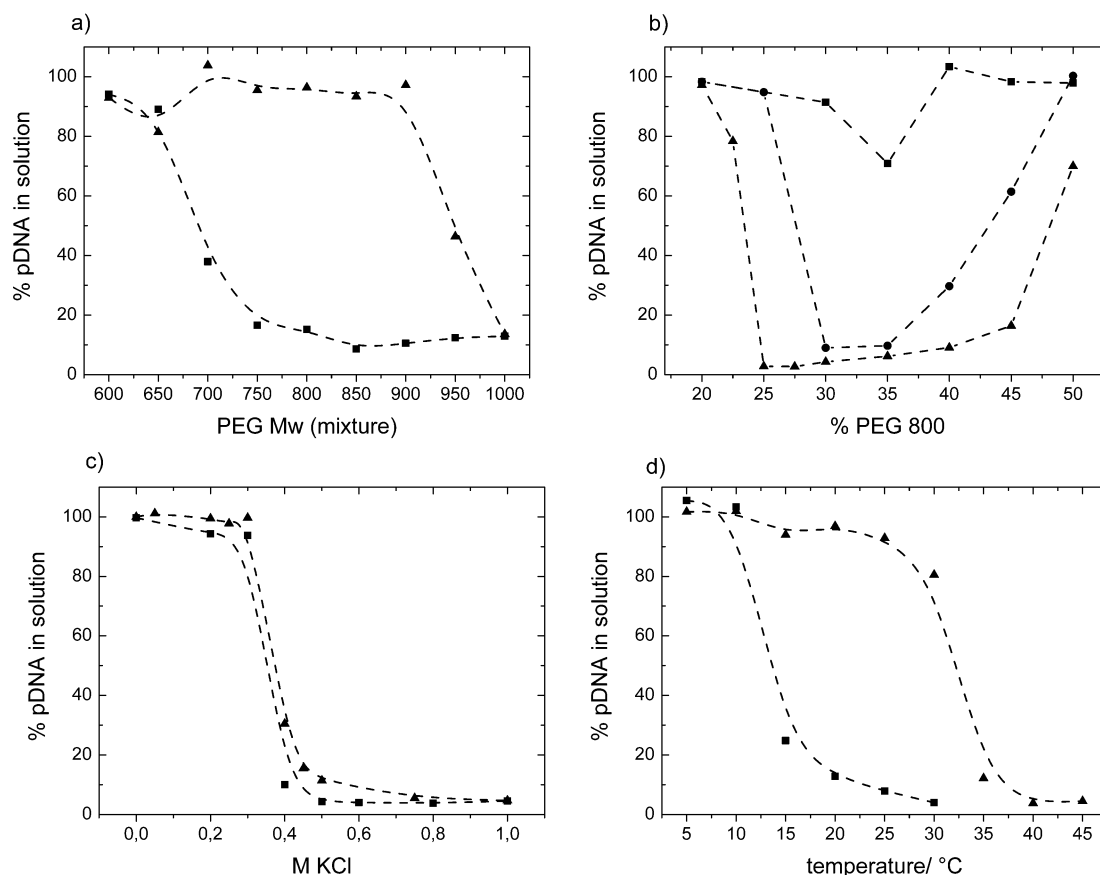 a)
% pDNA in solution
100
80
60
40
20
0
600 650 700 750 800 850 900 950 1000
PEG Mw (mixture)
b)
% pDNA in solution
100
80
60
40
20
0
20 25 30 35 40 45 50
% PEG 800
c)
% pDNA in solution
100
80
60
40
20
0
0,0 0,2 0,4 0,6 0,8 1,0
M KCl
d)
% pDNA in solution
100
80
60
40
20
0
5 10 15 20 25 30 35 40 45
temperature/ °C